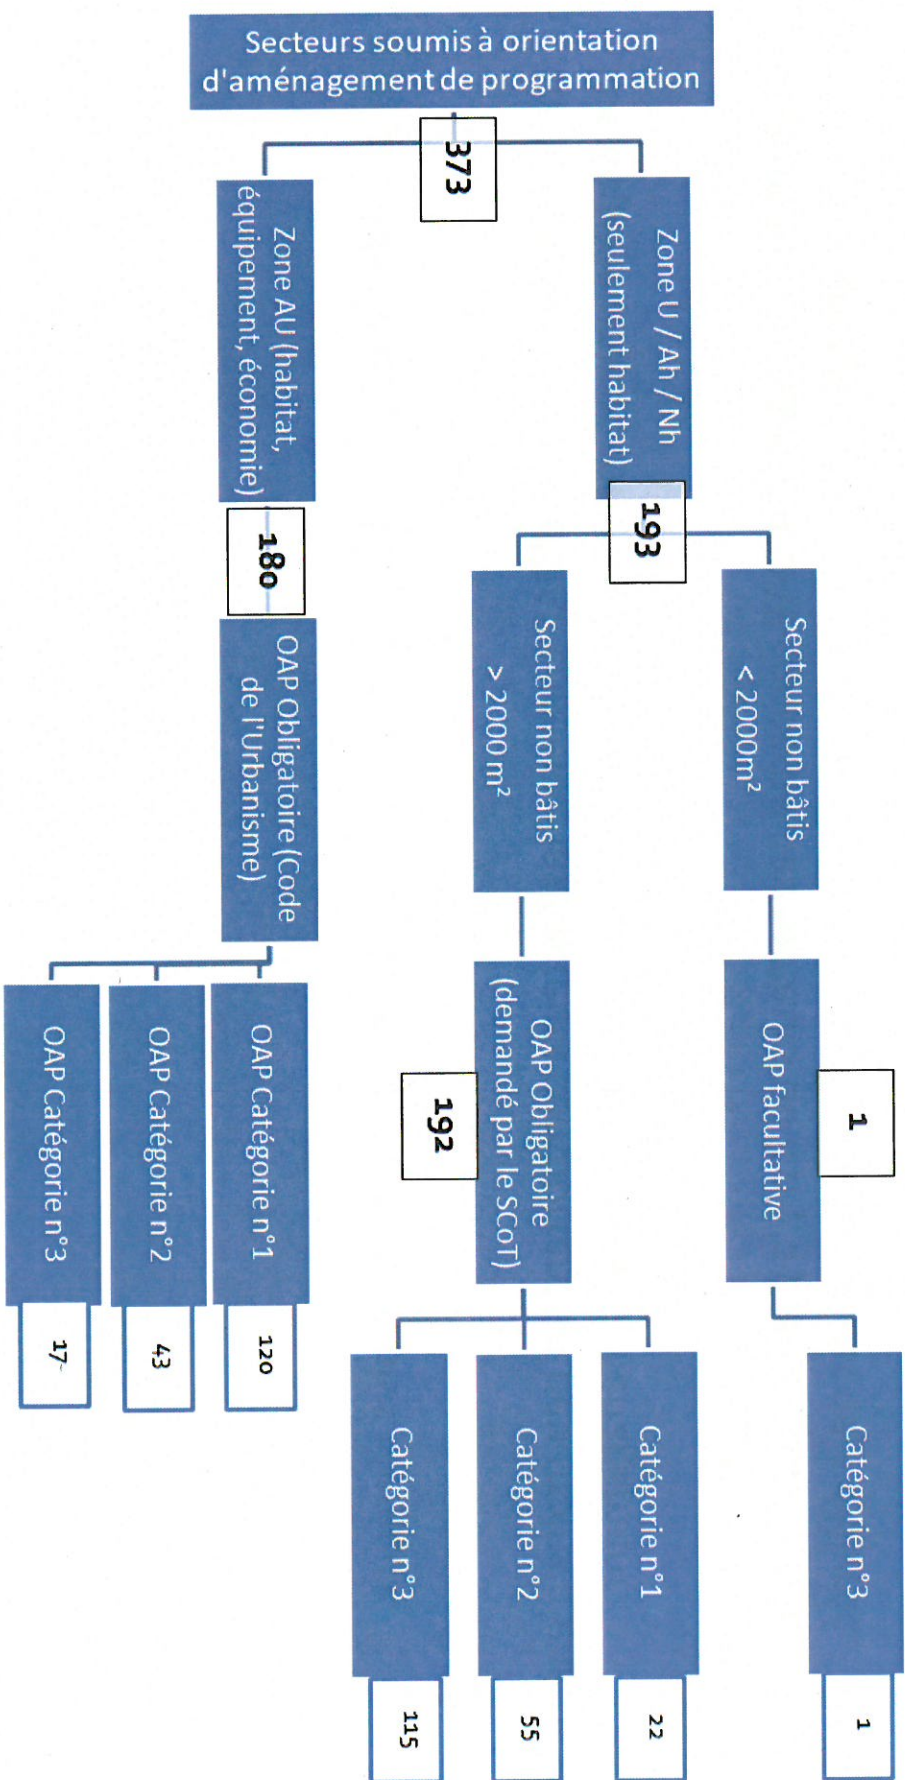 Secteurs soumis à orientation
d'aménagement de programmation
373
Zone U / Ah / Nh
(seulement habitat)
193
Secteur non bâtis
< 2000m²
OAP facultative
1
Catégorie n°3
1
Secteur non bâtis
> 2000 m²
OAP Obligatoire
(demandé par le SCoT)
192
Catégorie n°1
22
Catégorie n°2
55
Catégorie n°3
115
Zone AU (habitat,
équipement, économie)
180
OAP Obligatoire (Code
de l'Urbanisme)
OAP Catégorie n°1
120
OAP Catégorie n°2
43
OAP Catégorie n°3
17